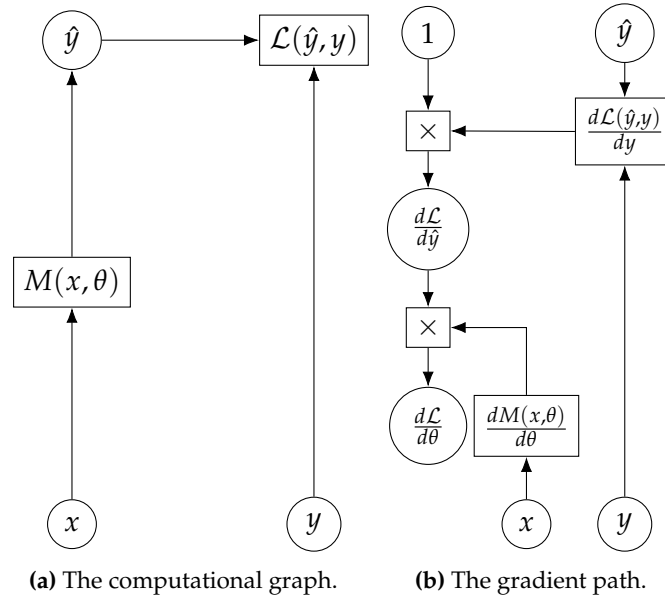 ŷ
ℒ(ŷ, y)
M(x, θ)
x
y
(a) The computational graph.
1
ŷ
×
dℒ(ŷ,y)/dy
dℒ/dŷ
×
dℒ/dθ
dM(x,θ)/dθ
x
y
(b) The gradient path.